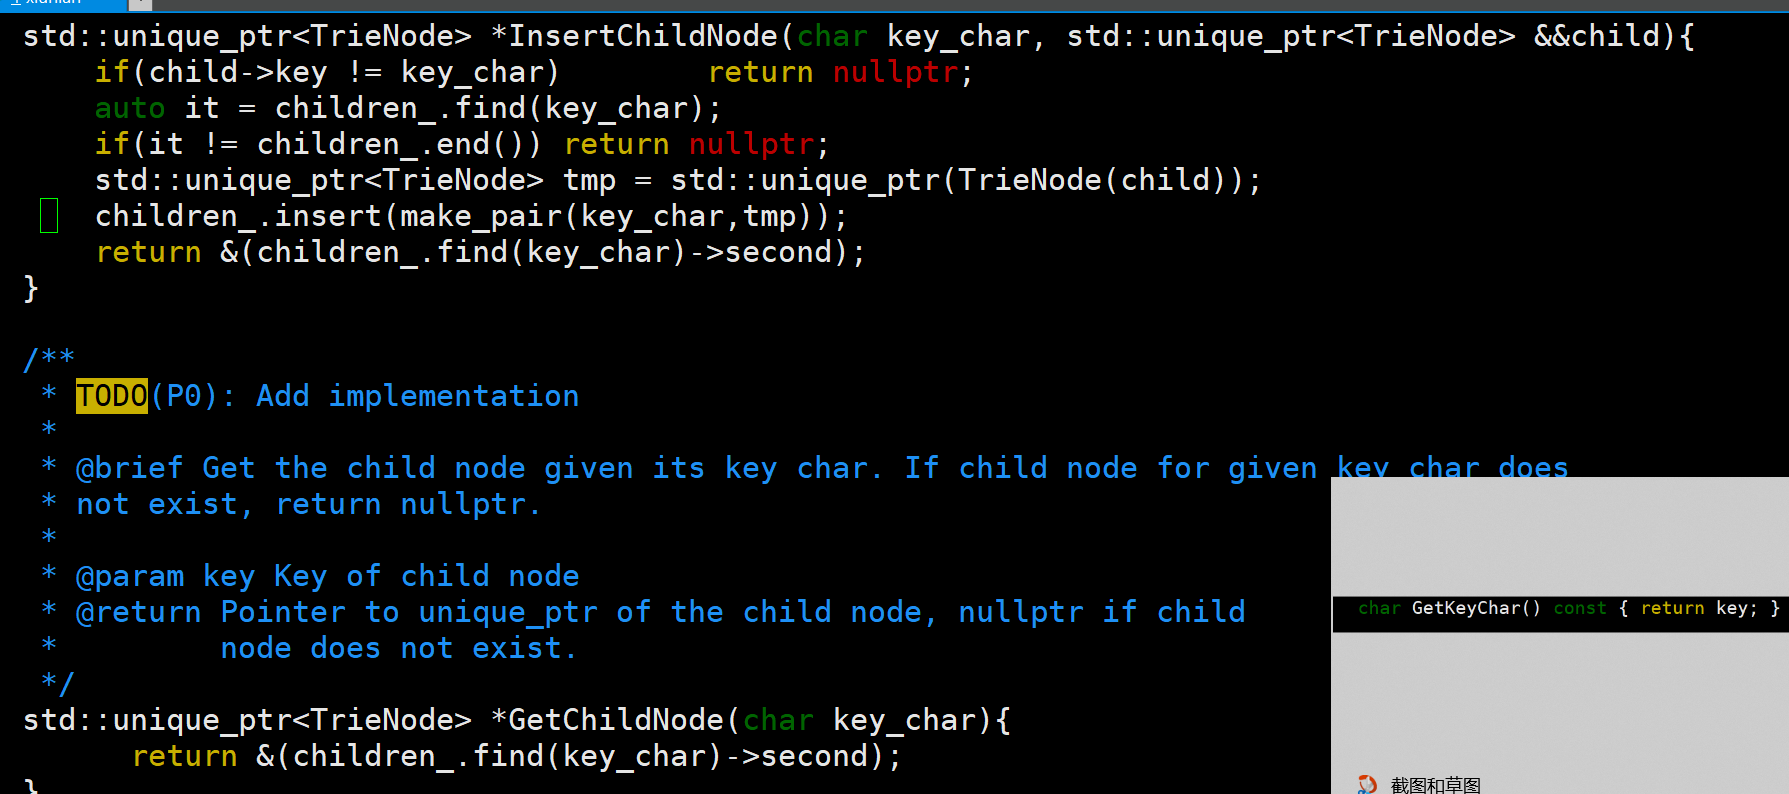 std::unique_ptr<TrieNode> *InsertChildNode(char key_char, std::unique_ptr<TrieNode> &&child){
if(child->key != key_char) return nullptr;
auto it = children_.find(key_char);
if(it != children_.end()) return nullptr;
std::unique_ptr<TrieNode> tmp = std::unique_ptr(TrieNode(child));
children_.insert(make_pair(key_char,tmp));
return &(children_.find(key_char)->second);
}
/**
* TODO(P0): Add implementation
*
* @brief Get the child node given its key char. If child node for given key char does
* not exist, return nullptr.
*
* @param key Key of child node
* @return Pointer to unique_ptr of the child node, nullptr if child
* node does not exist.
*/
std::unique_ptr<TrieNode> *GetChildNode(char key_char){
return &(children_.find(key_char)->second);
}
char GetKeyChar() const { return key; }
截图和草图